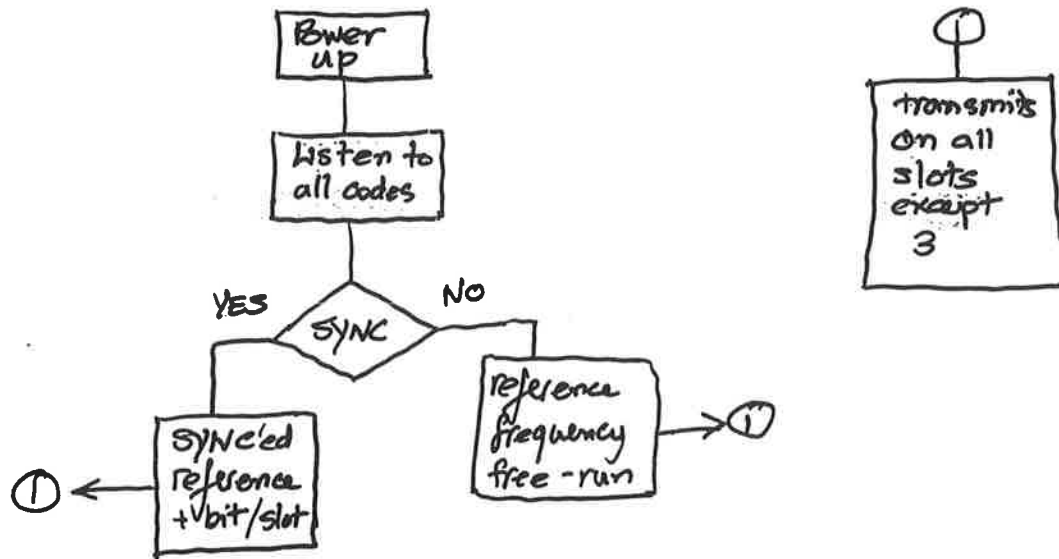 Power
up
Listen to
all codes
YES
NO
SYNC
SYNC'ed
reference
+ bit/slot
1
reference
frequency
free-run
1
1
transmits
on all
slots
except
3